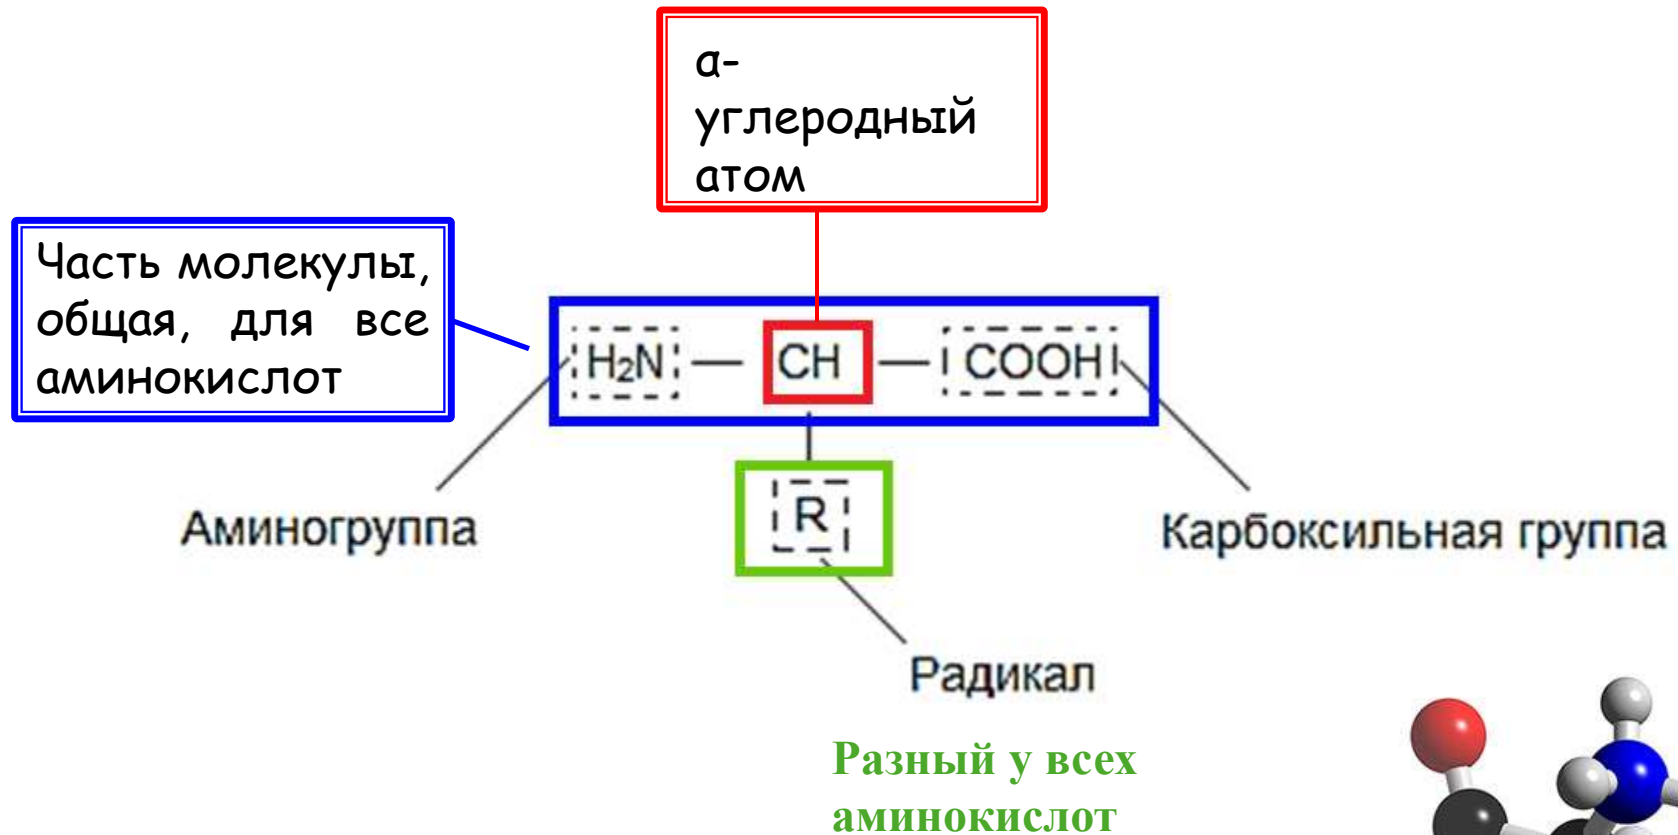 α-
углеродный
атом
Часть молекулы,
общая, для все
аминокислот
H₂N — CH — COOH
R
Аминогруппа
Карбоксильная группа
Радикал
Разный у всех
аминокислот